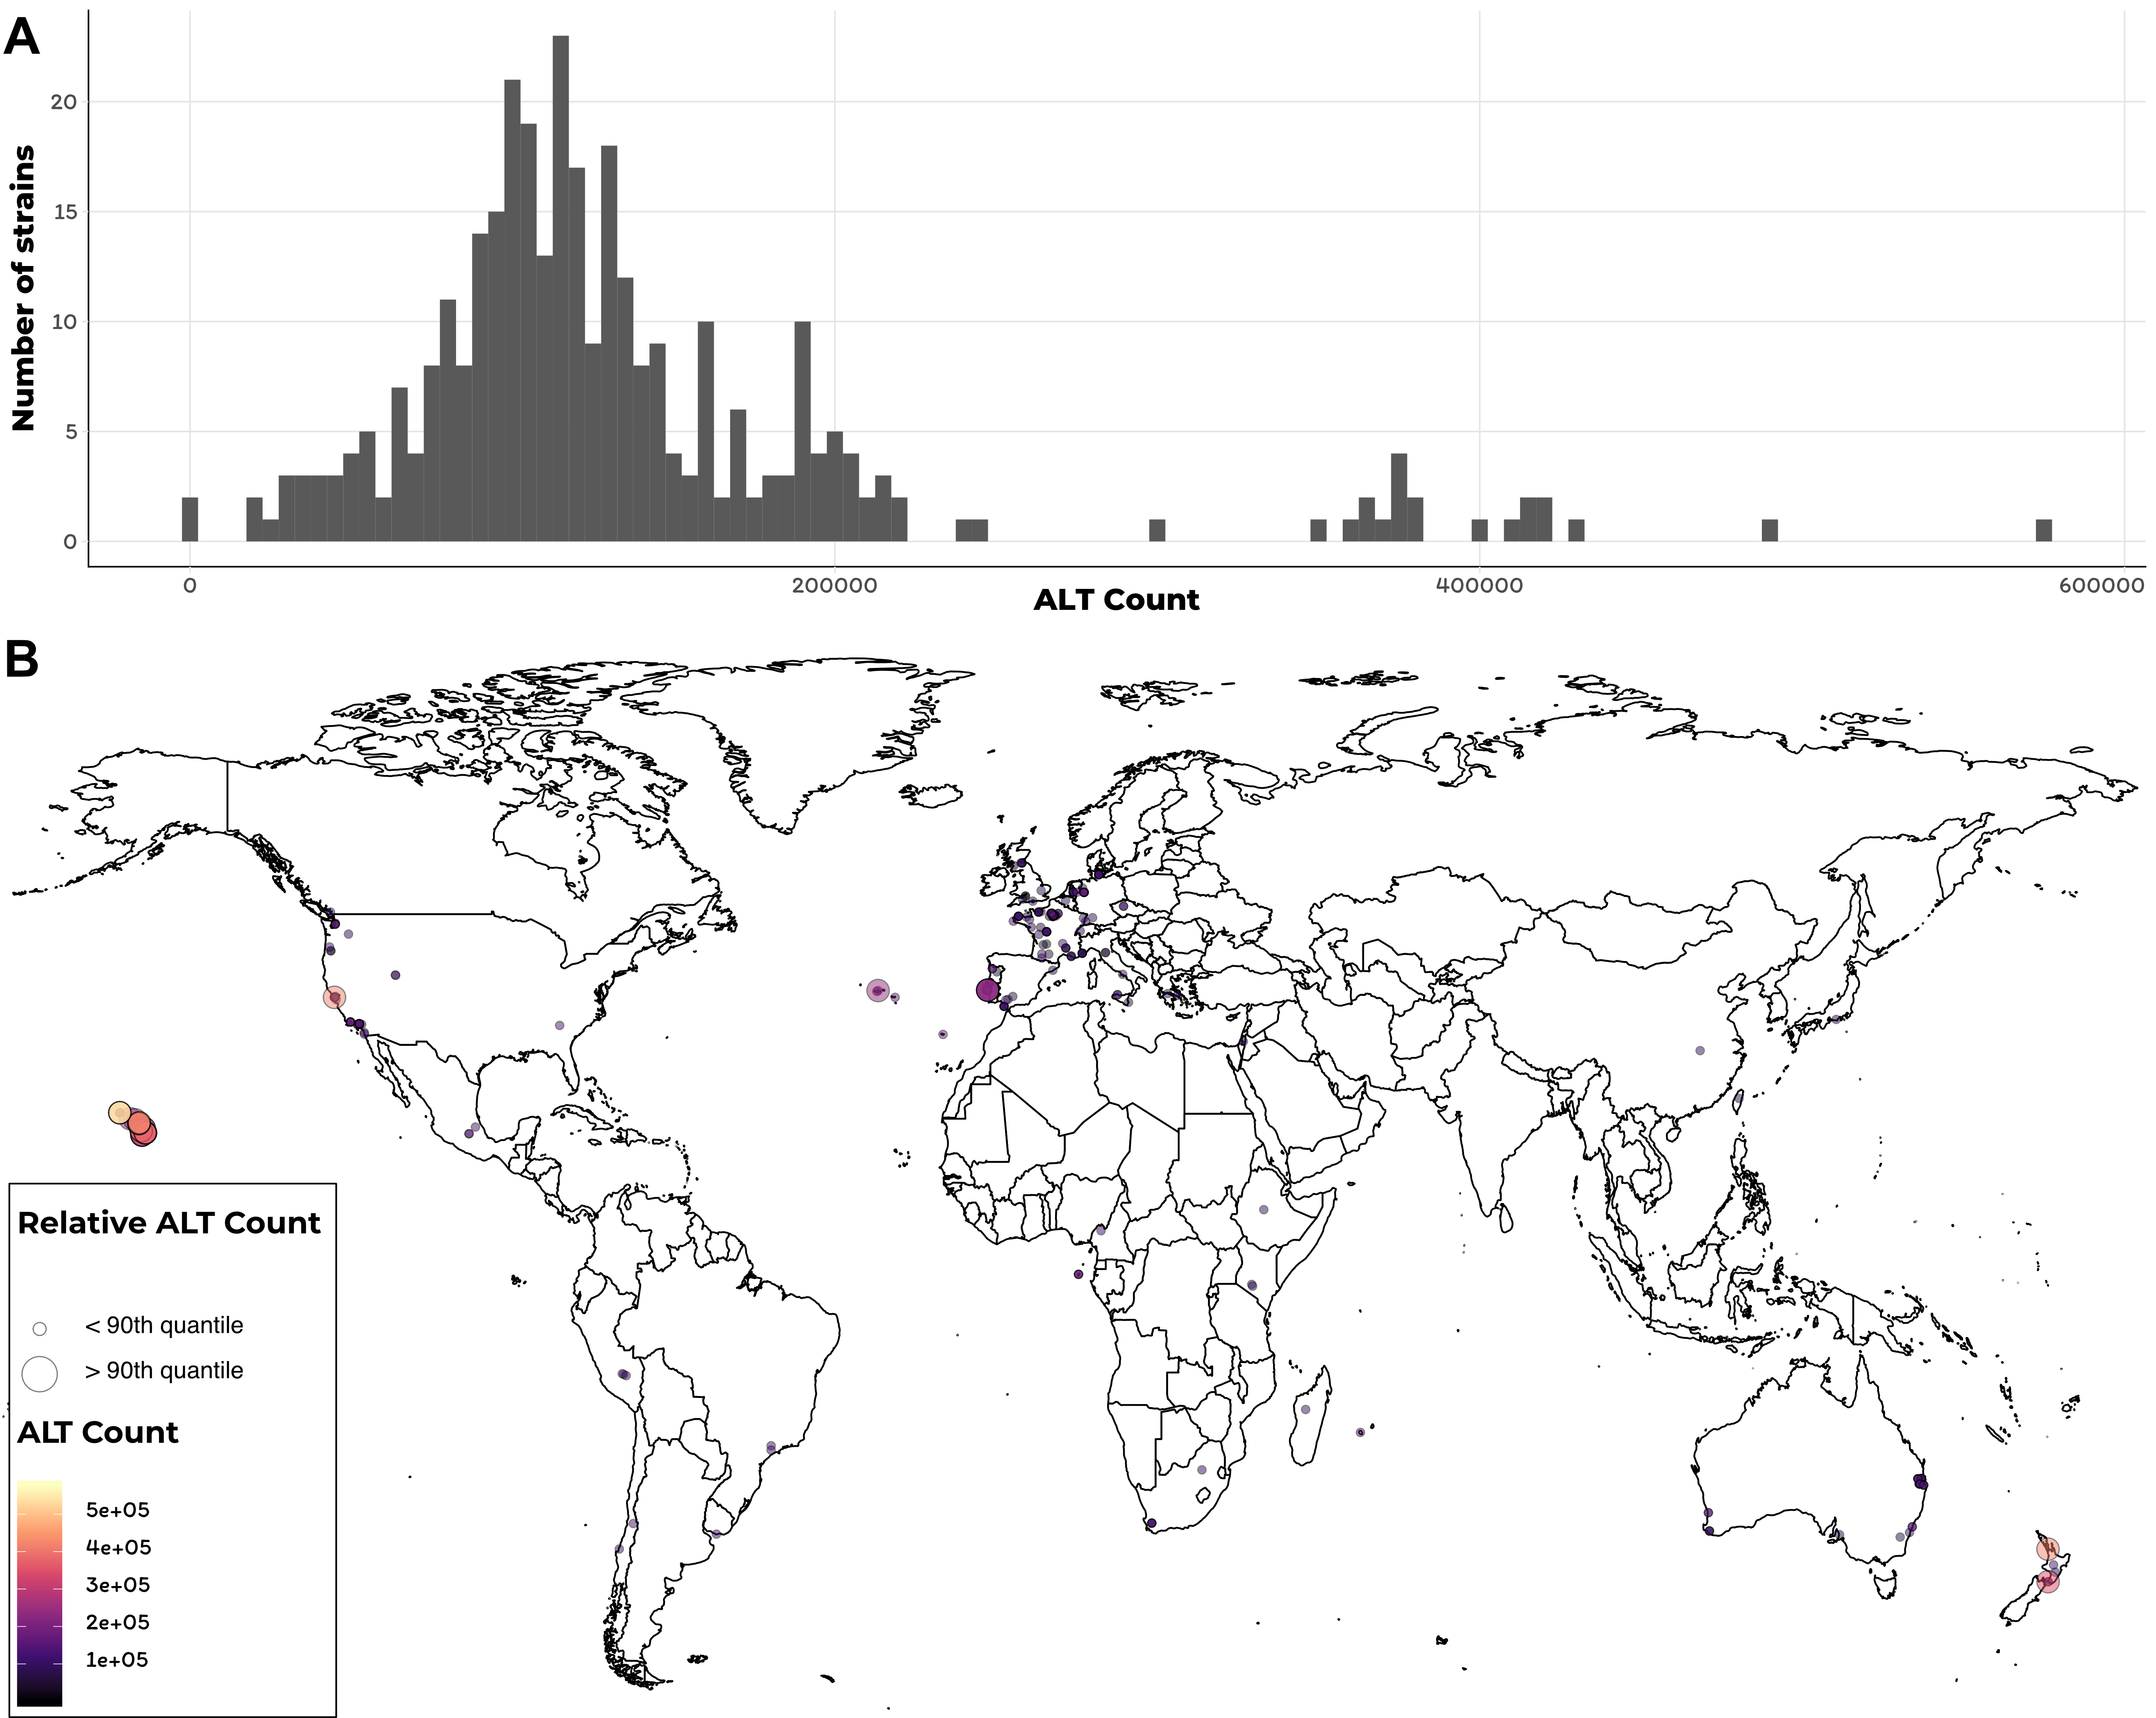 A
Number of strains
20
15
10
5
0
0 200000 400000 600000
ALT Count
B
Relative ALT Count
< 90th quantile
> 90th quantile
ALT Count
5e+05
4e+05
3e+05
2e+05
1e+05